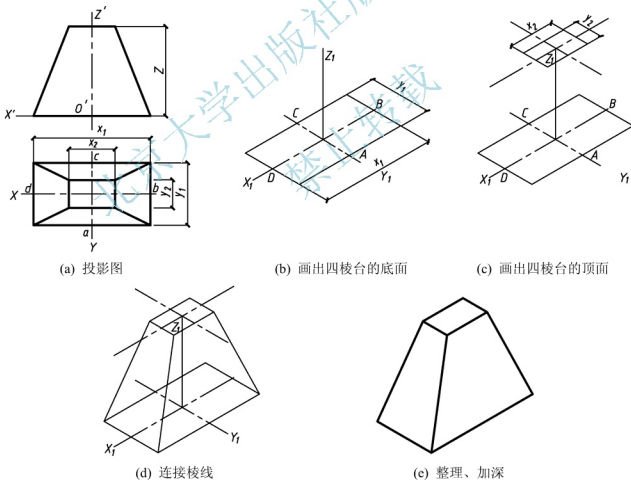 Z'
Z
X'
O'
x₁
x₂
c
X
d
b
y₂
y₁
a
Y
(a) 投影图
Z₁
C
B
y₁
A
x₁
X₁
D
Y₁
(b) 画出四棱台的底面
x₂
y₂
Z₁
C
B
A
X₁
D
Y₁
(c) 画出四棱台的顶面
Z₁
X₁
Y₁
(d) 连接棱线
(e) 整理、加深
北京大学出版社版
禁止转载